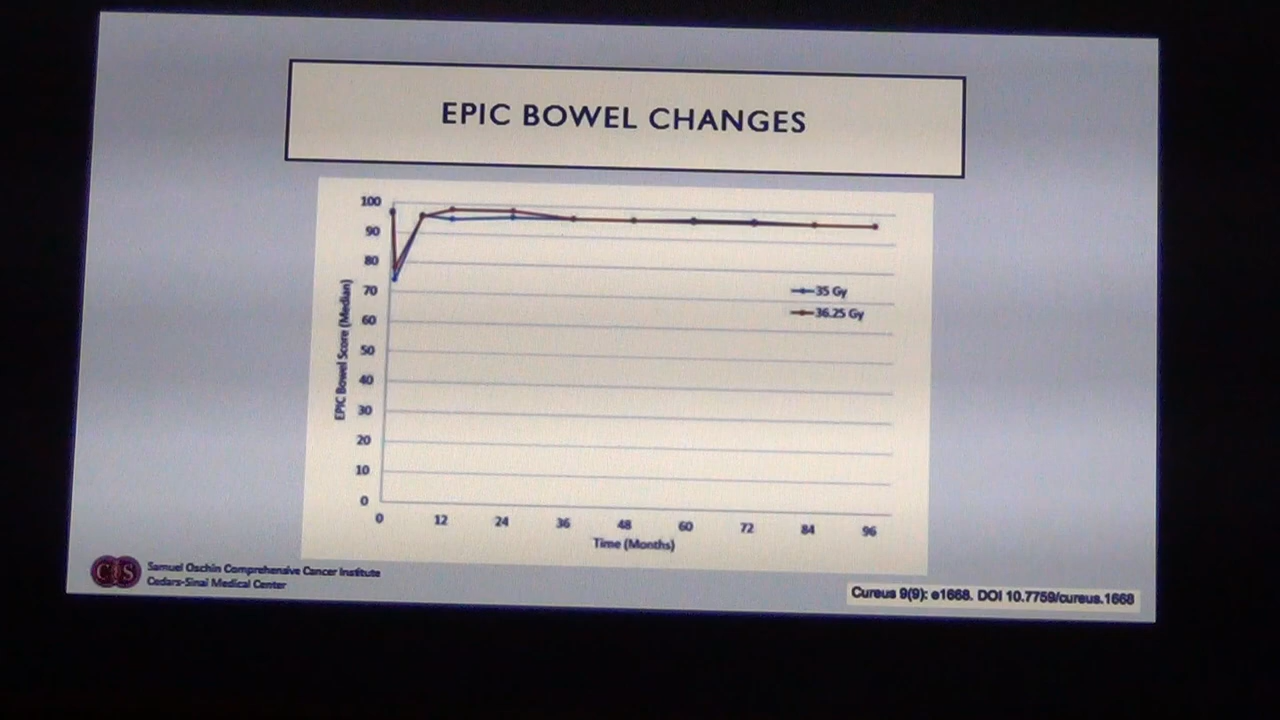 EPIC BOWEL CHANGES
100
90
80
70
60
50
40
30
20
10
0
EPIC Bowel Score (Median)
35 Gy
36.25 Gy
0 12 24 36 48 60 72 84 96
Time (Months)
CS
Samuel Oschin Comprehensive Cancer Institute
Cedars-Sinai Medical Center
Cureus 9(9): e1668. DOI 10.7759/cureus.1668